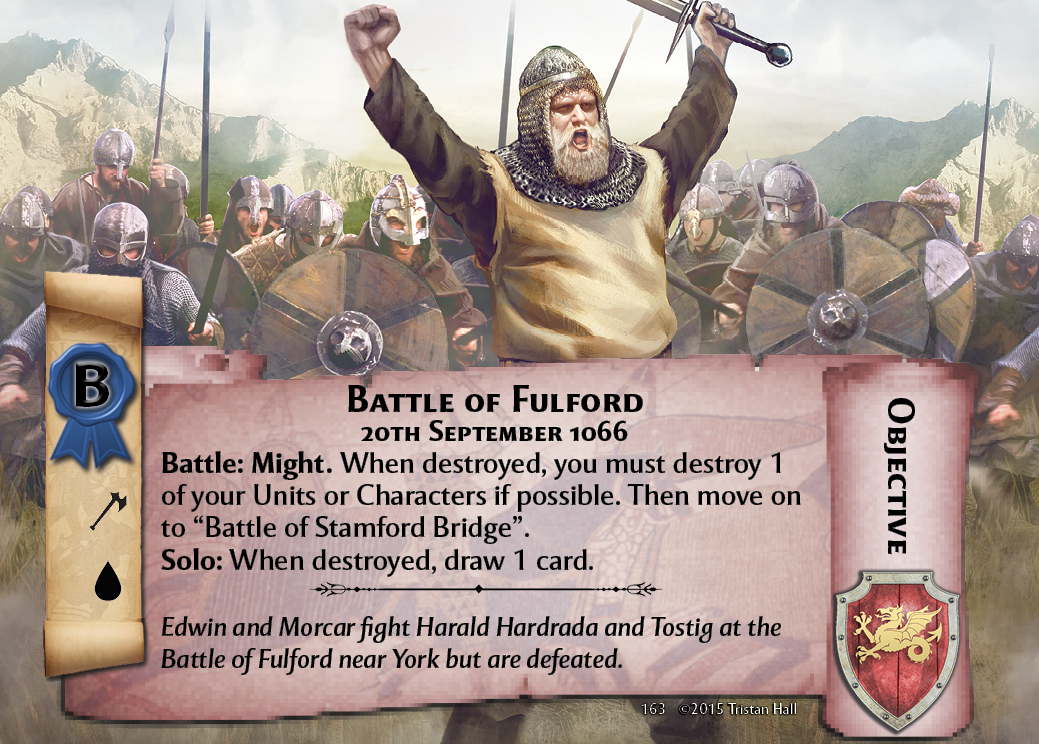 B
Battle of Fulford
20th September 1066
Battle: Might. When destroyed, you must destroy 1
of your Units or Characters if possible. Then move on
to “Battle of Stamford Bridge”.
Solo: When destroyed, draw 1 card.
Edwin and Morcar fight Harald Hardrada and Tostig at the
Battle of Fulford near York but are defeated.
Objective
163 ©2015 Tristan Hall